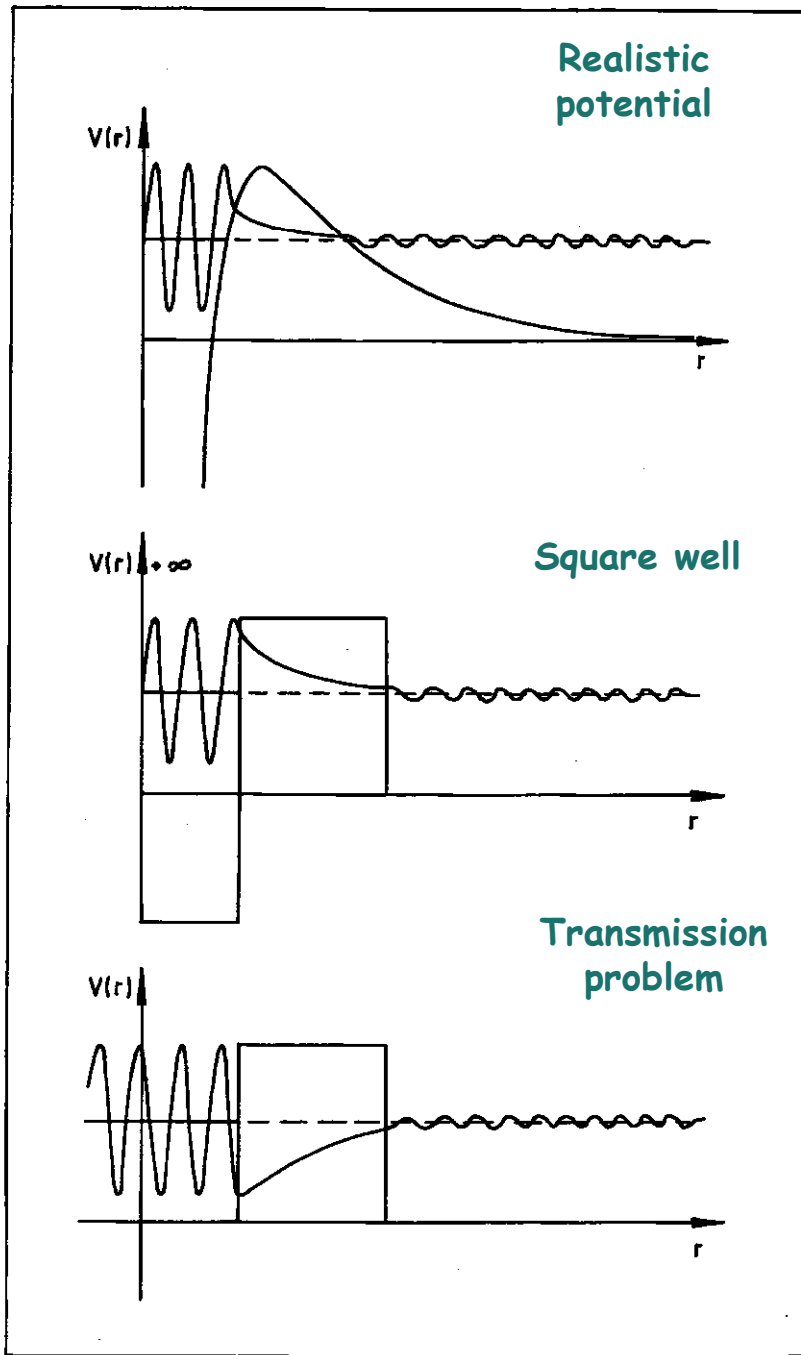 Realistic
potential
V(r)
r
Square well
V(r) + ∞
r
Transmission
problem
V(r)
r